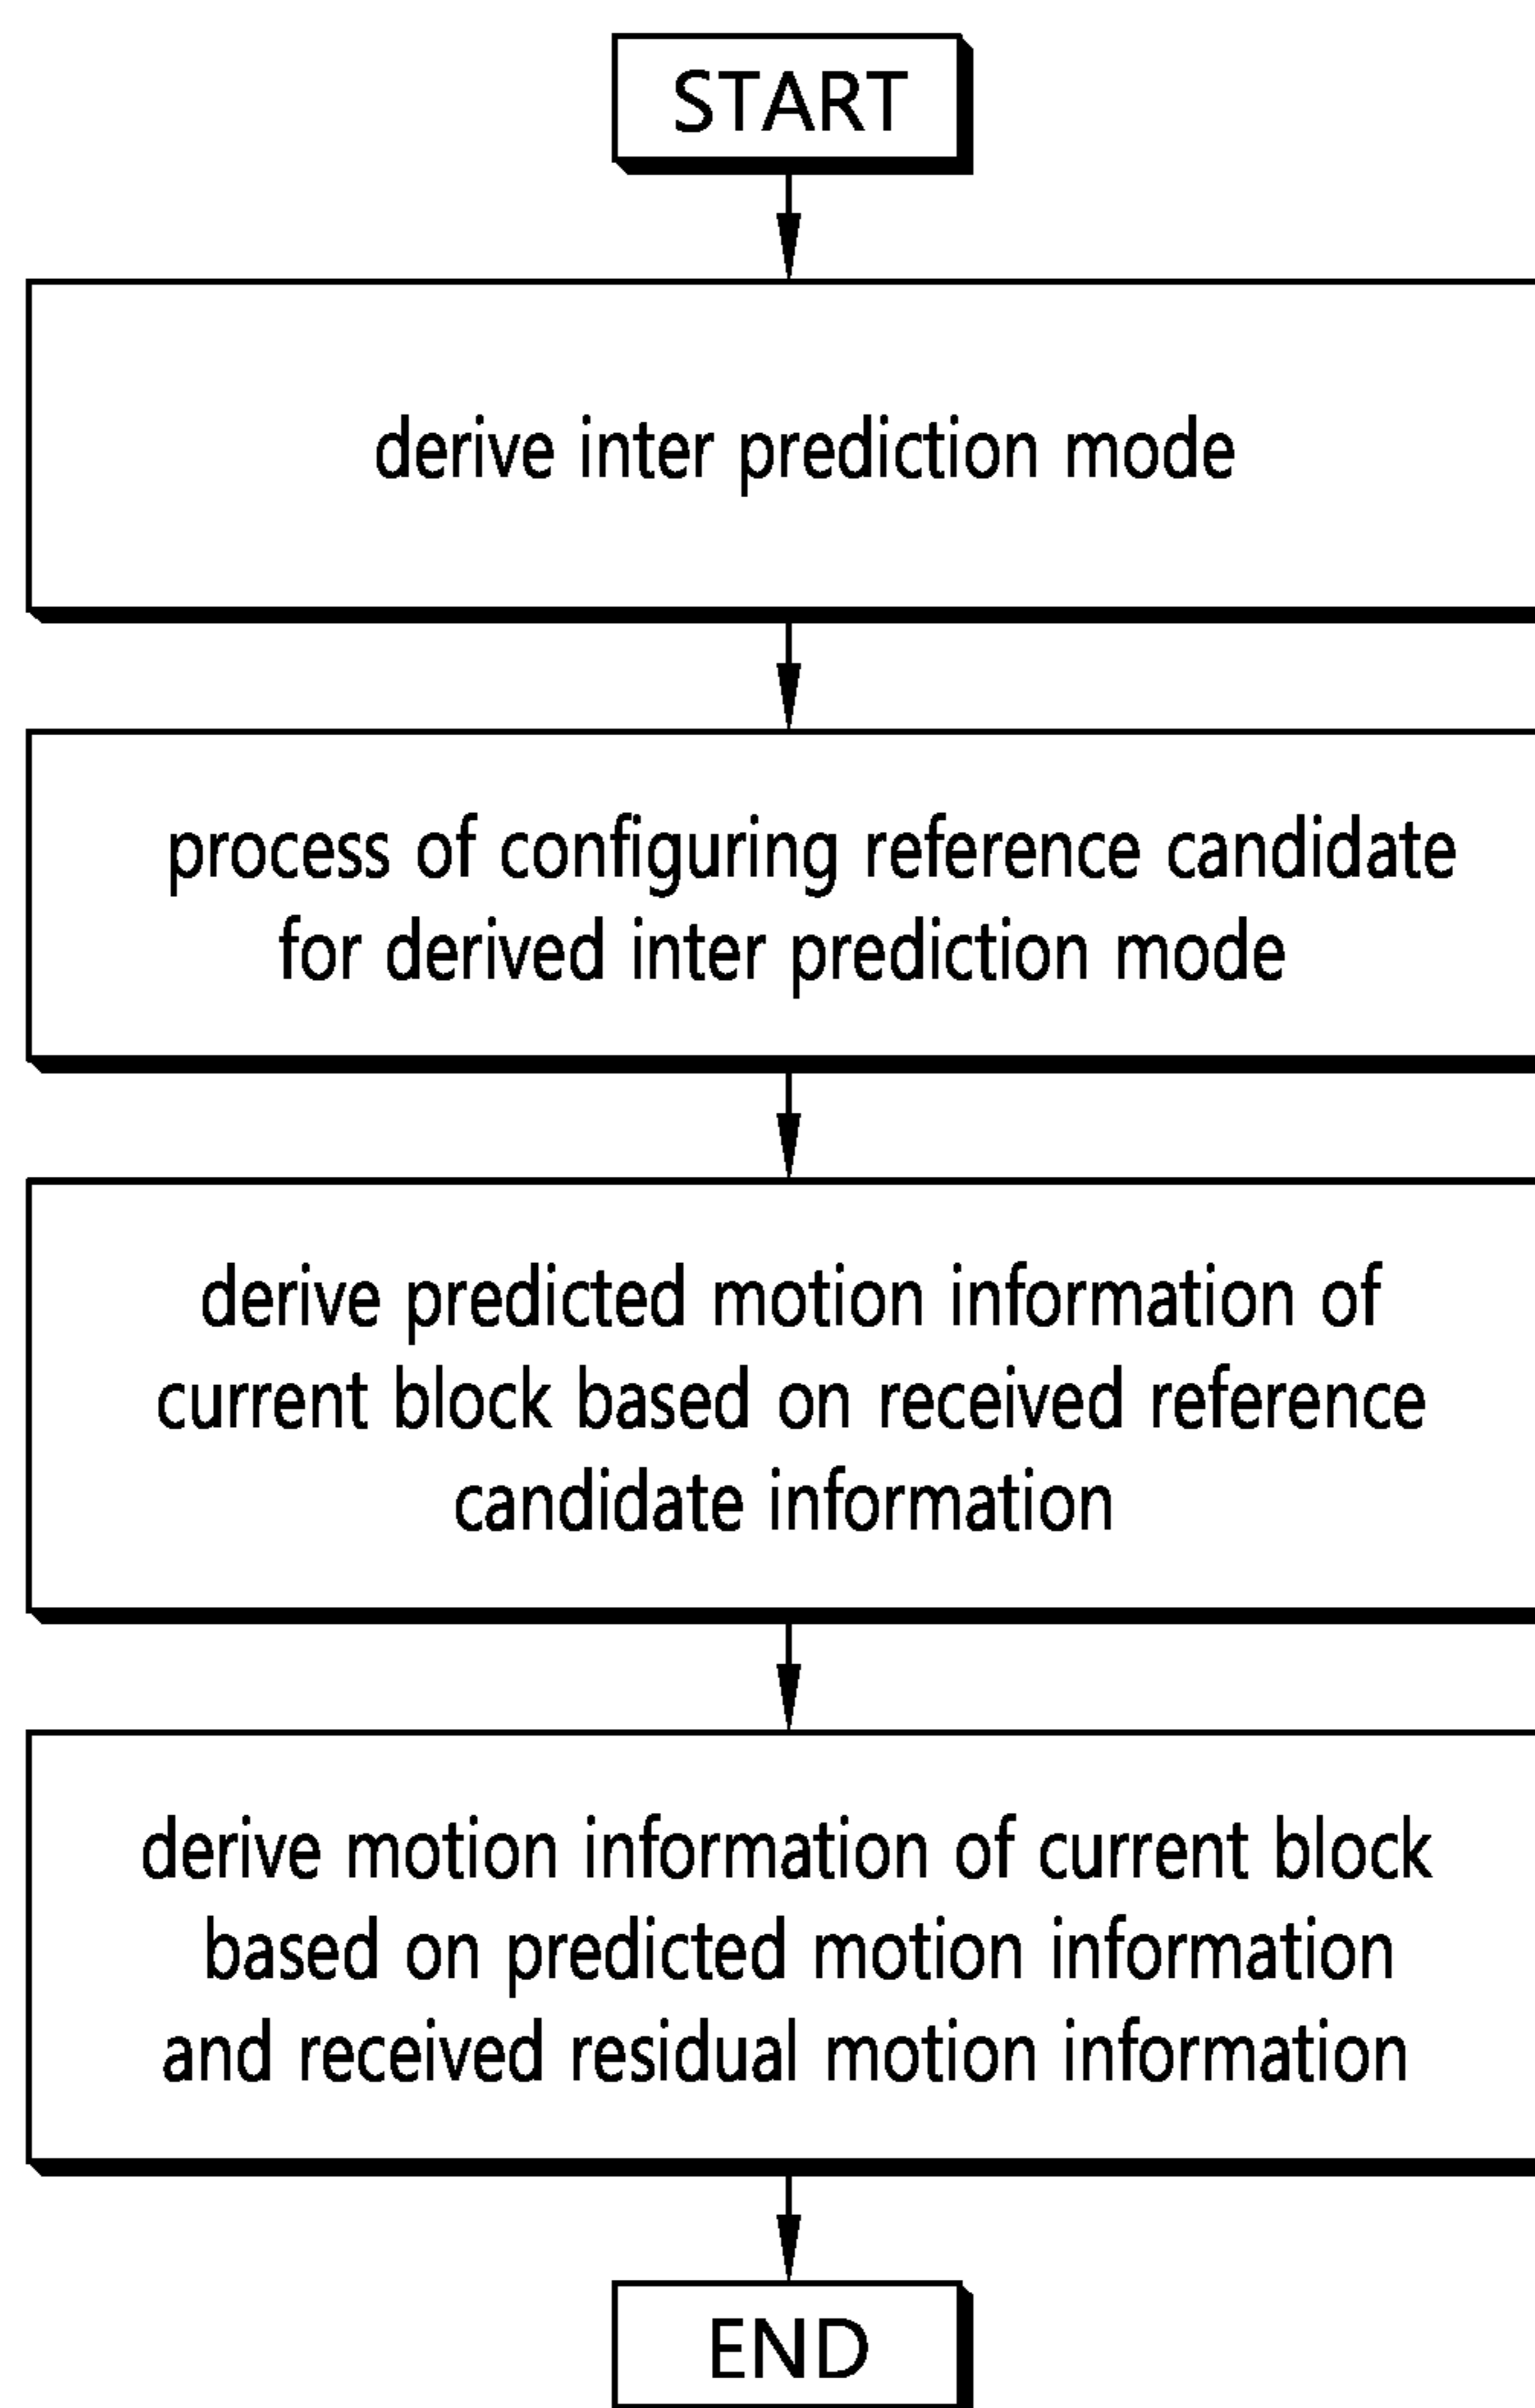 START
derive inter prediction mode
process of configuring reference candidate
for derived inter prediction mode
derive predicted motion information of
current block based on received reference
candidate information
derive motion information of current block
based on predicted motion information
and received residual motion information
END